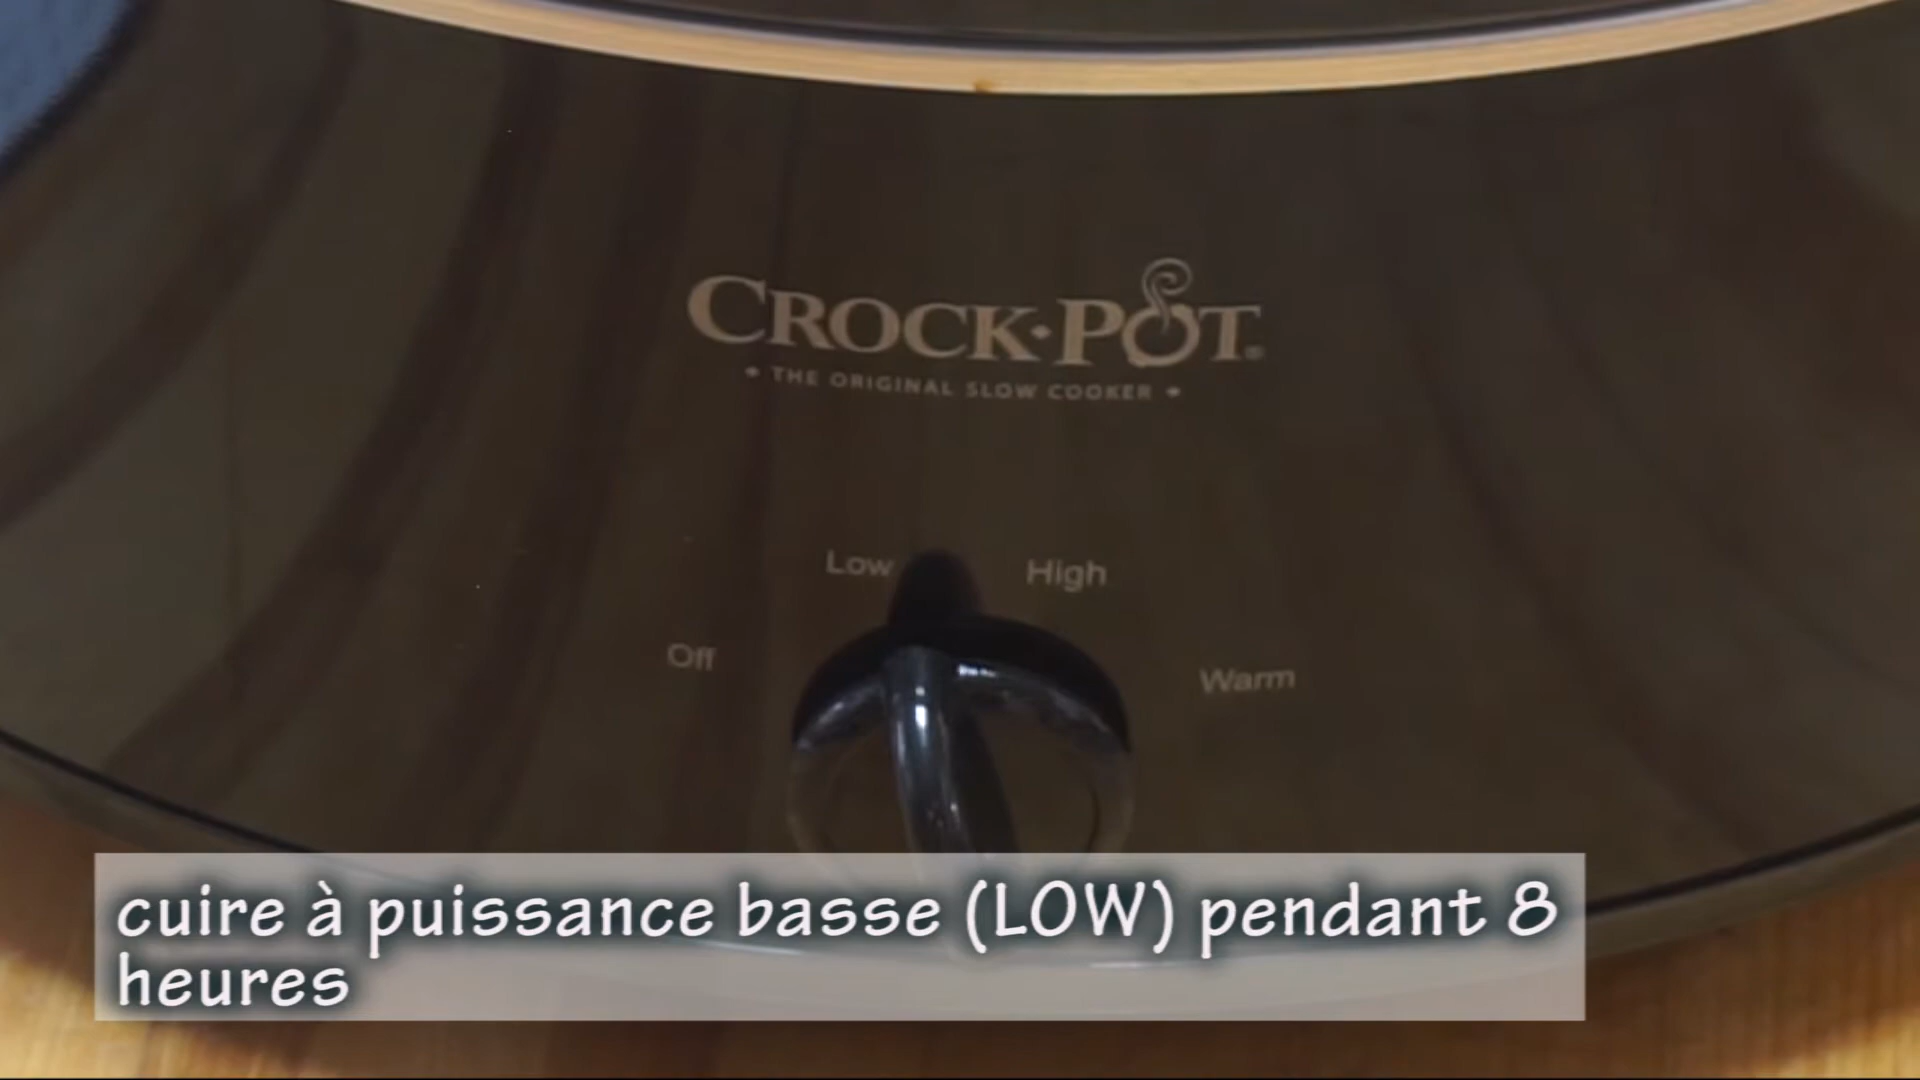 CROCK·POT®
• THE ORIGINAL SLOW COOKER •
Low High
Off Warm
cuire à puissance basse (LOW) pendant 8
heures